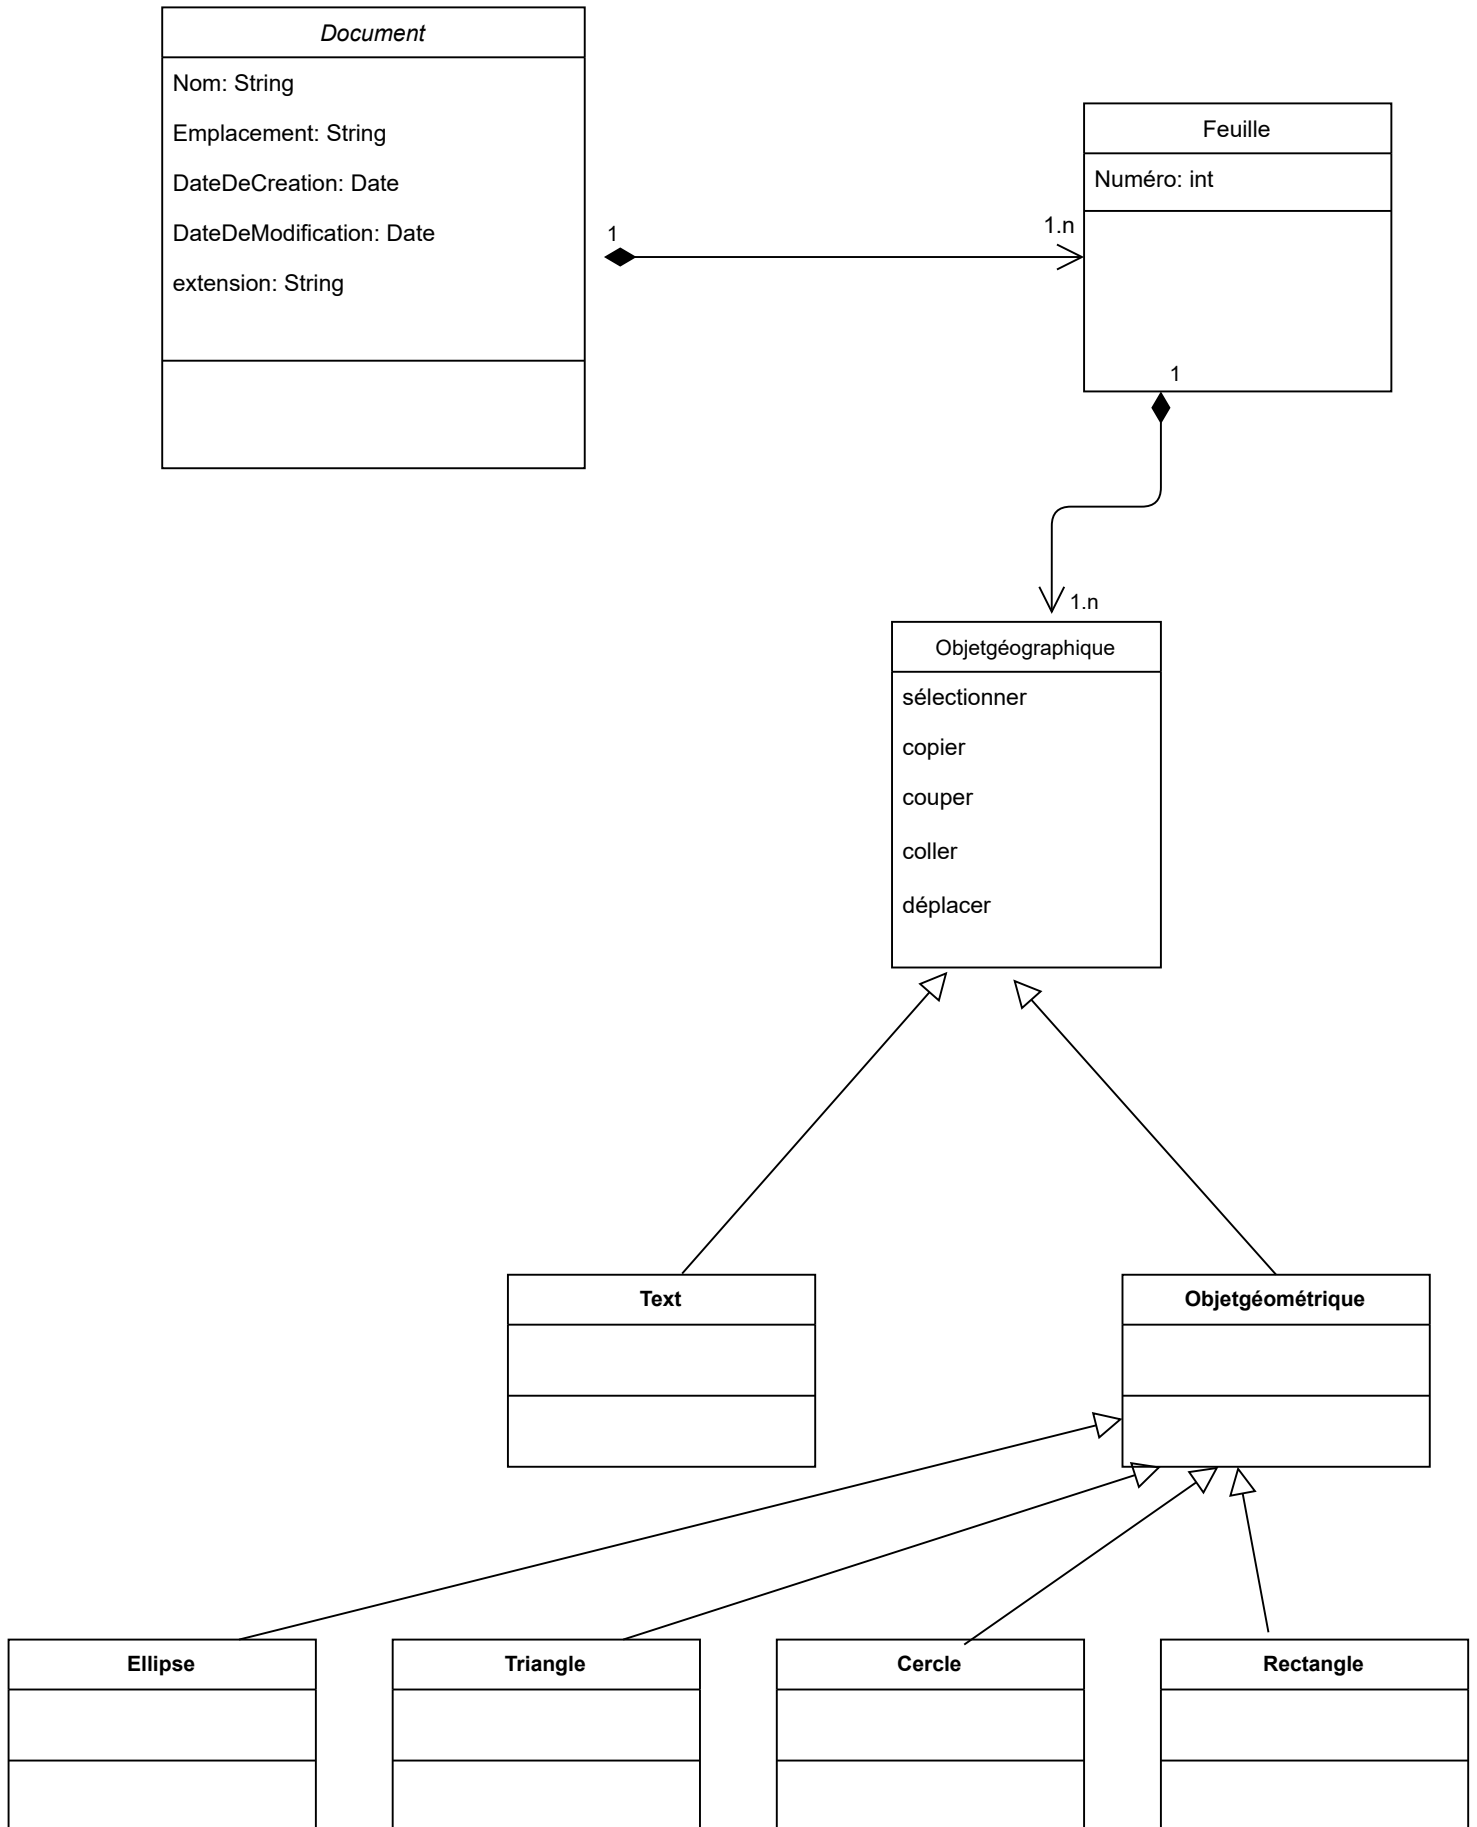 Document
Nom: String
Emplacement: String
DateDeCreation: Date
DateDeModification: Date
extension: String
Feuille
Numéro: int
1
1.n
1
1.n
Objetgéographique
sélectionner
copier
couper
coller
déplacer
Text
Objetgéométrique
Ellipse
Triangle
Cercle
Rectangle